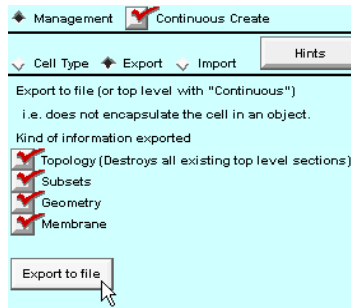 Management Continuous Create
Cell Type Export Import Hints
Export to file (or top level with "Continuous")
i.e. does not encapsulate the cell in an object.
Kind of information exported
Topology (Destroys all existing top level sections)
Subsets
Geometry
Membrane
Export to file